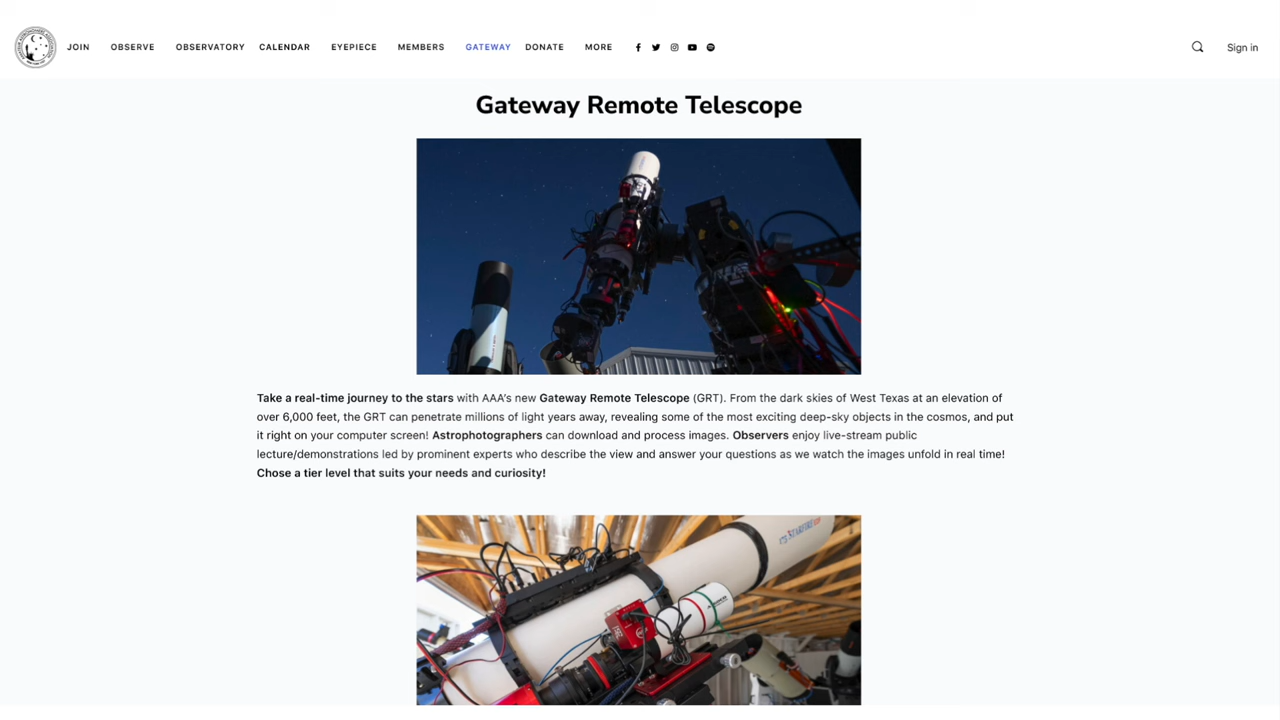 JOIN OBSERVE OBSERVATORY CALENDAR EYEPIECE MEMBERS GATEWAY DONATE MORE Sign in
Gateway Remote Telescope
Take a real-time journey to the stars with AAA's new Gateway Remote Telescope (GRT). From the dark skies of West Texas at an elevation of
over 6,000 feet, the GRT can penetrate millions of light years away, revealing some of the most exciting deep-sky objects in the cosmos, and put
it right on your computer screen! Astrophotographers can download and process images. Observers enjoy live-stream public
lecture/demonstrations led by prominent experts who describe the view and answer your questions as we watch the images unfold in real time!
Chose a tier level that suits your needs and curiosity!